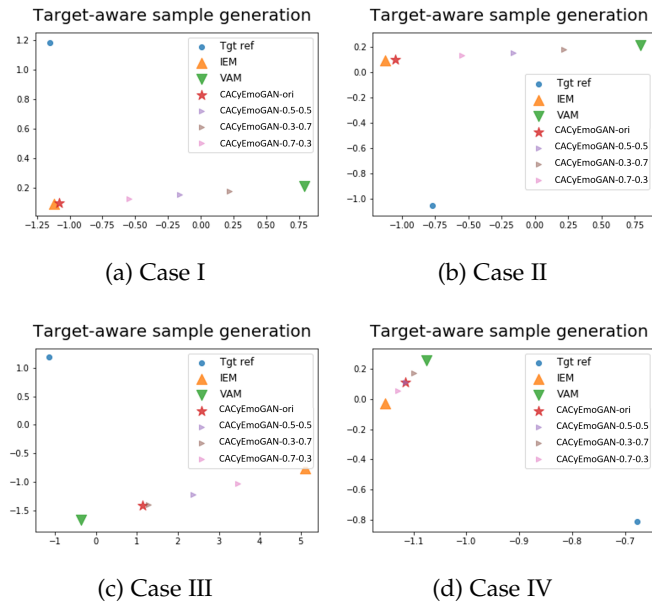 Target-aware sample generation
1.2
1.0
0.8
0.6
0.4
0.2
Tgt ref
IEM
VAM
CACyEmoGAN-ori
CACyEmoGAN-0.5-0.5
CACyEmoGAN-0.3-0.7
CACyEmoGAN-0.7-0.3
−1.25 −1.00 −0.75 −0.50 −0.25 0.00 0.25 0.50 0.75
(a) Case I
Target-aware sample generation
0.2
0.0
−0.2
−0.4
−0.6
−0.8
−1.0
Tgt ref
IEM
VAM
CACyEmoGAN-ori
CACyEmoGAN-0.5-0.5
CACyEmoGAN-0.3-0.7
CACyEmoGAN-0.7-0.3
−1.00 −0.75 −0.50 −0.25 0.00 0.25 0.50 0.75
(b) Case II
Target-aware sample generation
1.0
0.5
0.0
−0.5
−1.0
−1.5
Tgt ref
IEM
VAM
CACyEmoGAN-ori
CACyEmoGAN-0.5-0.5
CACyEmoGAN-0.3-0.7
CACyEmoGAN-0.7-0.3
−1 0 1 2 3 4 5
(c) Case III
Target-aware sample generation
0.2
0.0
−0.2
−0.4
−0.6
−0.8
Tgt ref
IEM
VAM
CACyEmoGAN-ori
CACyEmoGAN-0.5-0.5
CACyEmoGAN-0.3-0.7
CACyEmoGAN-0.7-0.3
−1.1 −1.0 −0.9 −0.8 −0.7
(d) Case IV